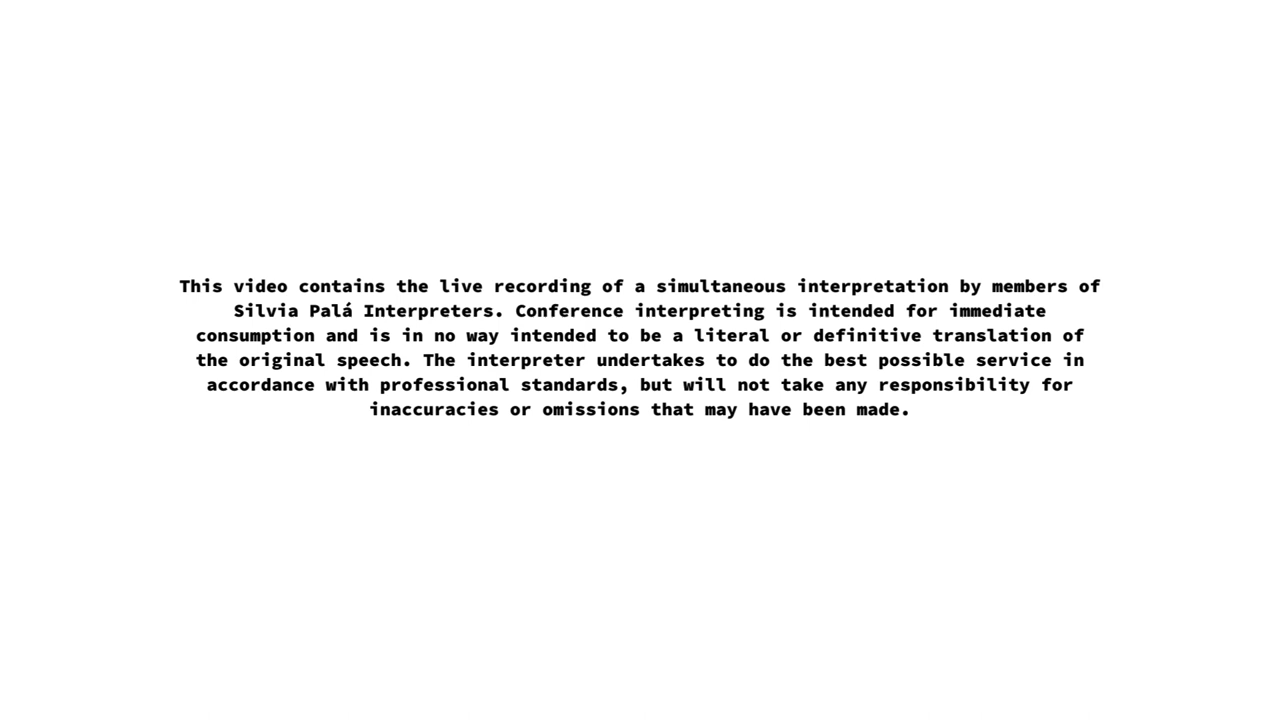 This video contains the live recording of a simultaneous interpretation by members of
Silvia Palá Interpreters. Conference interpreting is intended for immediate
consumption and is in no way intended to be a literal or definitive translation of
the original speech. The interpreter undertakes to do the best possible service in
accordance with professional standards, but will not take any responsibility for
inaccuracies or omissions that may have been made.